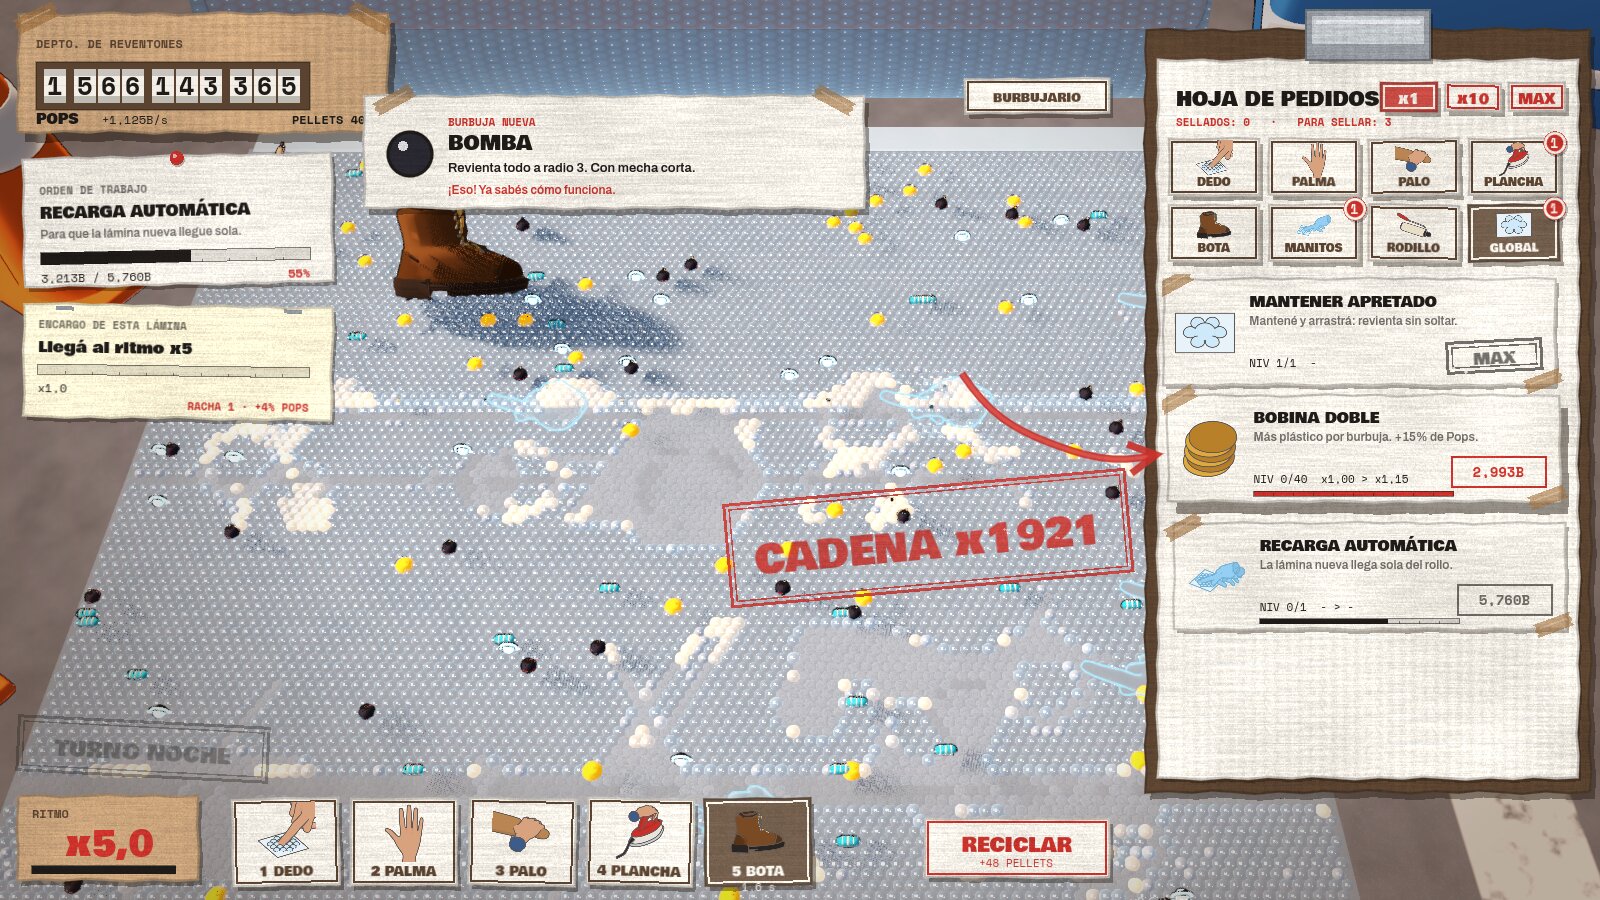 DEPTO. DE REVENTONES
1 566 143 365
POPS +1,125B/s PELLETS 40
ORDEN DE TRABAJO
RECARGA AUTOMÁTICA
Para que la lámina nueva llegue sola.
3,213B / 5,760B 55%
ENCARGO DE ESTA LÁMINA
Llegá al ritmo x5
x1,0
RACHA 1 · +4% POPS
BURBUJA NUEVA
BOMBA
Revienta todo a radio 3. Con mecha corta.
¡Eso! Ya sabés cómo funciona.
BURBUJARIO
CADENA x1921
TURNO NOCHE
HOJA DE PEDIDOS x1 x10 MAX
SELLADOS: 0 · PARA SELLAR: 3
DEDO
PALMA
PALO
1
PLANCHA
BOTA
1
MANITOS
RODILLO
1
GLOBAL
MANTENER APRETADO
Mantené y arrastrá: revienta sin soltar.
NIV 1/1 -
MAX
BOBINA DOBLE
Más plástico por burbuja. +15% de Pops.
NIV 0/40 x1,00 > x1,15
2,993B
RECARGA AUTOMÁTICA
La lámina nueva llega sola del rollo.
NIV 0/1 - > -
5,760B
RITMO
x5,0
1 DEDO
2 PALMA
3 PALO
4 PLANCHA
5 BOTA
RECICLAR
+48 PELLETS